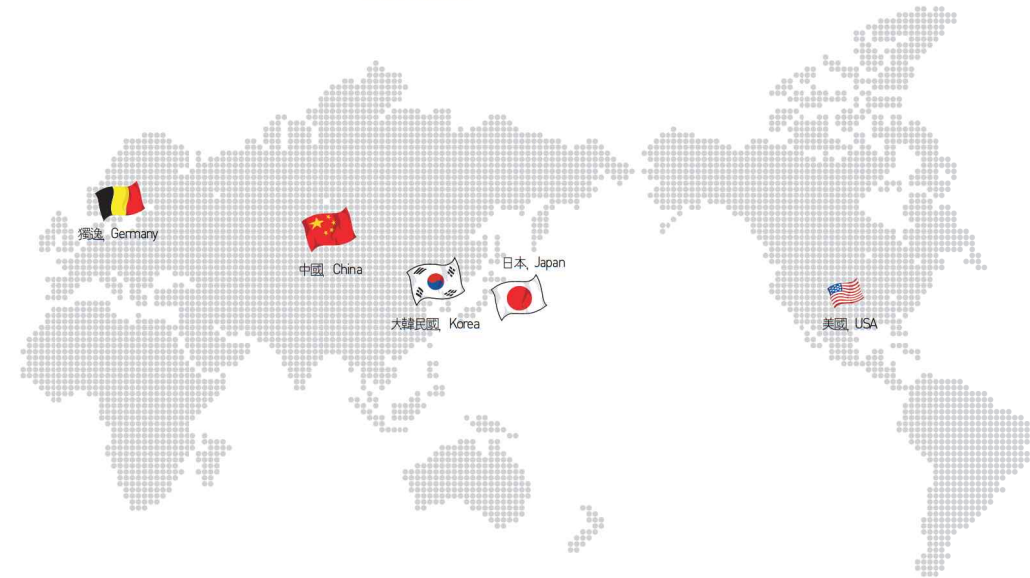 獨逸, Germany
中國, China
日本, Japan
大韓民國, Korea
美國, USA